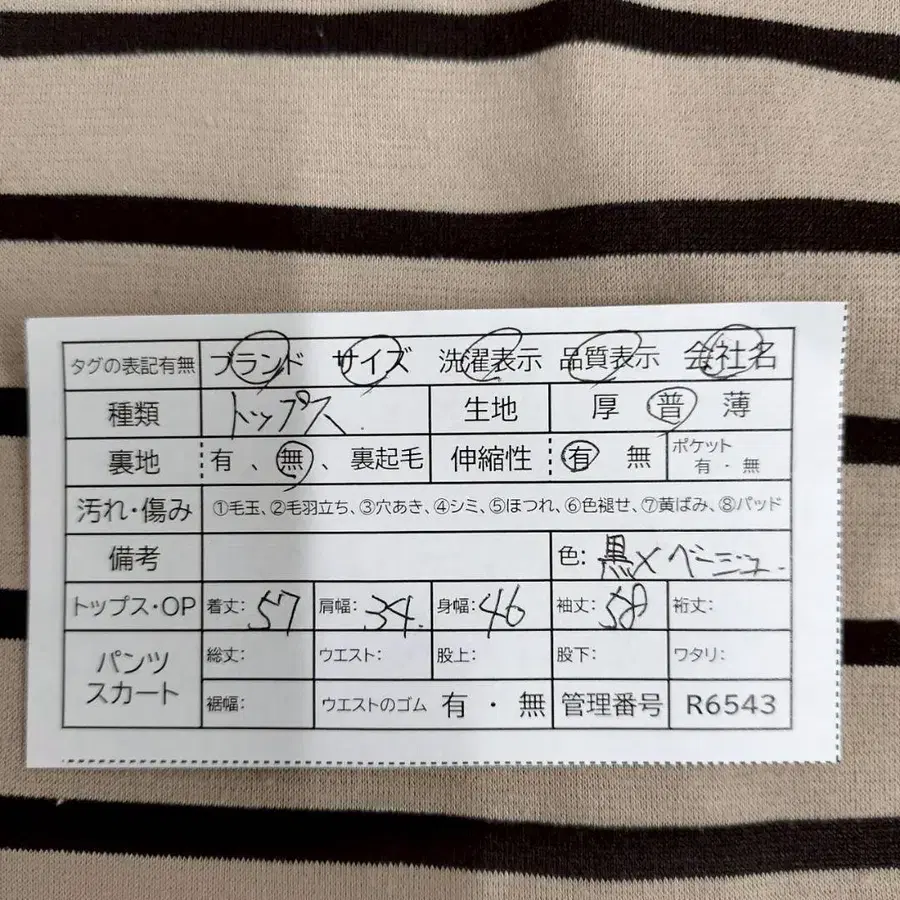 タグの表記有無 ブランド サイズ 洗濯表示 品質表示 会社名
種類 トップス. 生地 厚 普 薄
裏地 有、無、裏起毛 伸縮性 有 無 ポケット 有・無
汚れ・傷み ①毛玉、②毛羽立ち、③穴あき、④シミ、⑤ほつれ、⑥色褪せ、⑦黄ばみ、⑧パッド
備考 色: 黒×ベージュ.
トップス・OP 着丈: 57 肩幅: 34. 身幅: 46 袖丈: 58 裄丈:
パンツ スカート 総丈: ウエスト: 股上: 股下: ワタリ:
裾幅: ウエストのゴム 有・無 管理番号 R6543